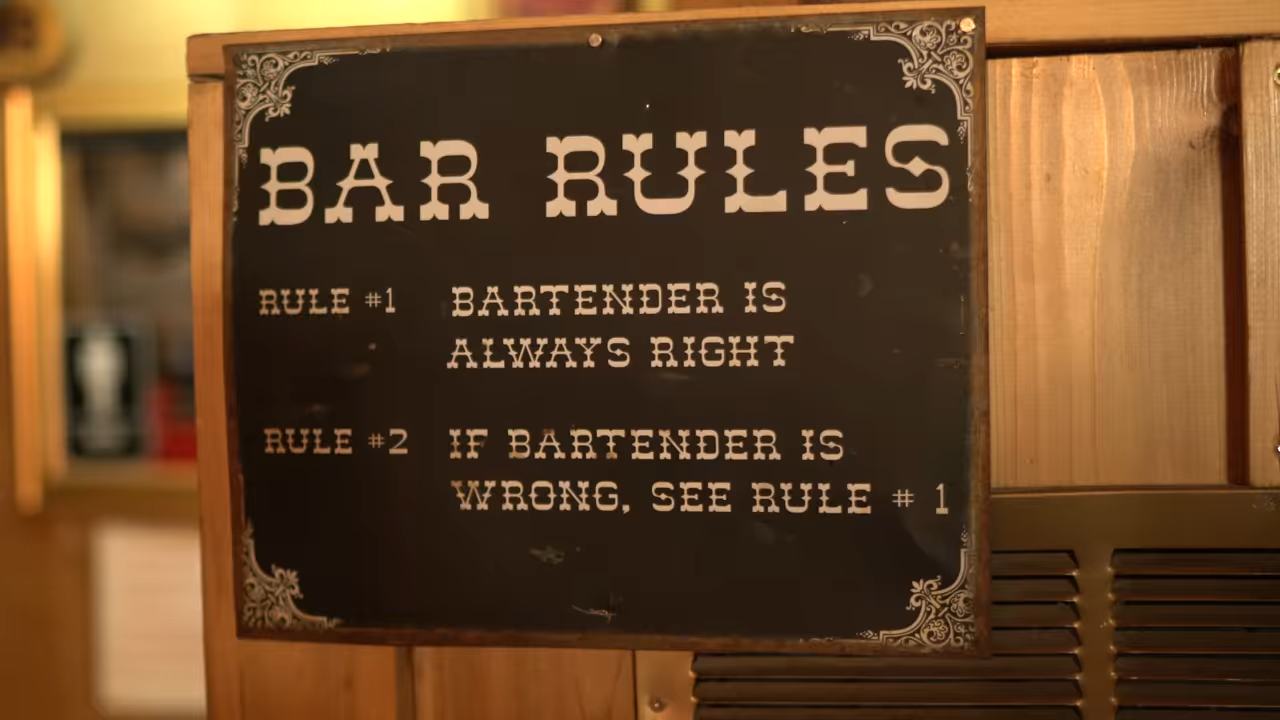 BAR RULES
RULE #1 BARTENDER IS
ALWAYS RIGHT
RULE #2 IF BARTENDER IS
WRONG, SEE RULE # 1